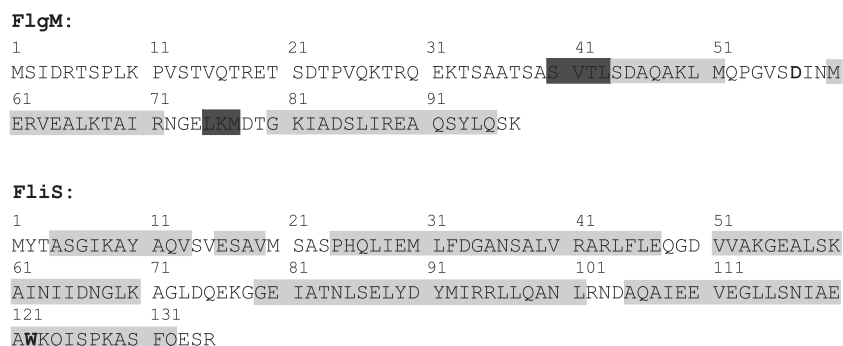 FlgM:
1 11 21 31 41 51
MSIDRTSPLK PVSTVQTRET SDTPVQKTRQ EKTSAATSAS VTLSDAQAKL MQPGVSDINM
61 71 81 91
ERVEALKTAI RNGELKMDTG KIADSLIREA QSYLQSK
FliS:
1 11 21 31 41 51
MYTASGIKAY AQVSVESAVM SASPHQLIEM LFDGANSALV RARLFLEQGD VVAKGEALSK
61 71 81 91 101 111
AINIIDNGLK AGLDQEKGGE IATNLSELYD YMIRRLLQAN LRNDAQAIEE VEGLLSNIAE
121 131
AWKQISPKAS FQESR